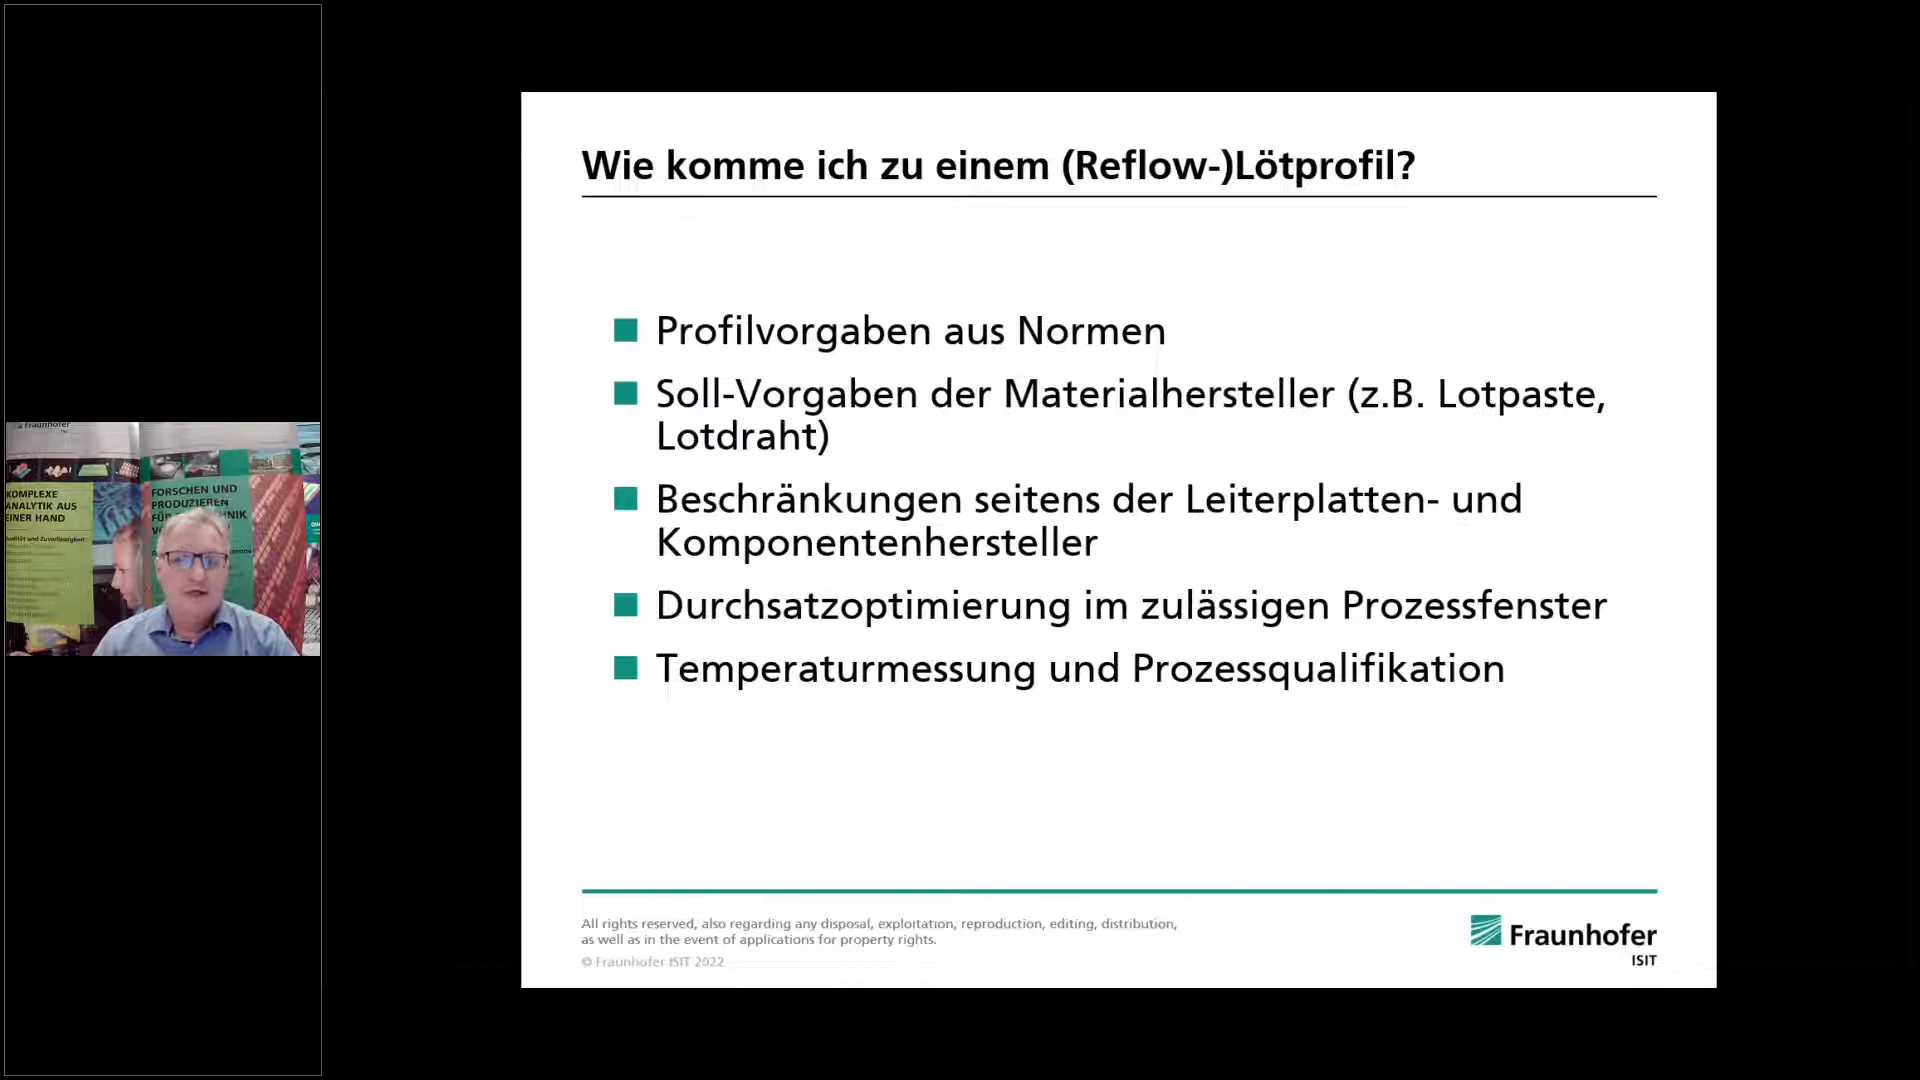 Wie komme ich zu einem (Reflow-)Lötprofil?
Profilvorgaben aus Normen
Soll-Vorgaben der Materialhersteller (z.B. Lotpaste,
Lotdraht)
Beschränkungen seitens der Leiterplatten- und
Komponentenhersteller
Durchsatzoptimierung im zulässigen Prozessfenster
Temperaturmessung und Prozessqualifikation
All rights reserved, also regarding any disposal, exploitation, reproduction, editing, distribution,
as well as in the event of applications for property rights.
© Fraunhofer ISIT 2022
Fraunhofer
ISIT
Fraunhofer
KOMPLEXE
ANALYTIK AUS
EINER HAND
FORSCHEN UND
PRODUZIEREN